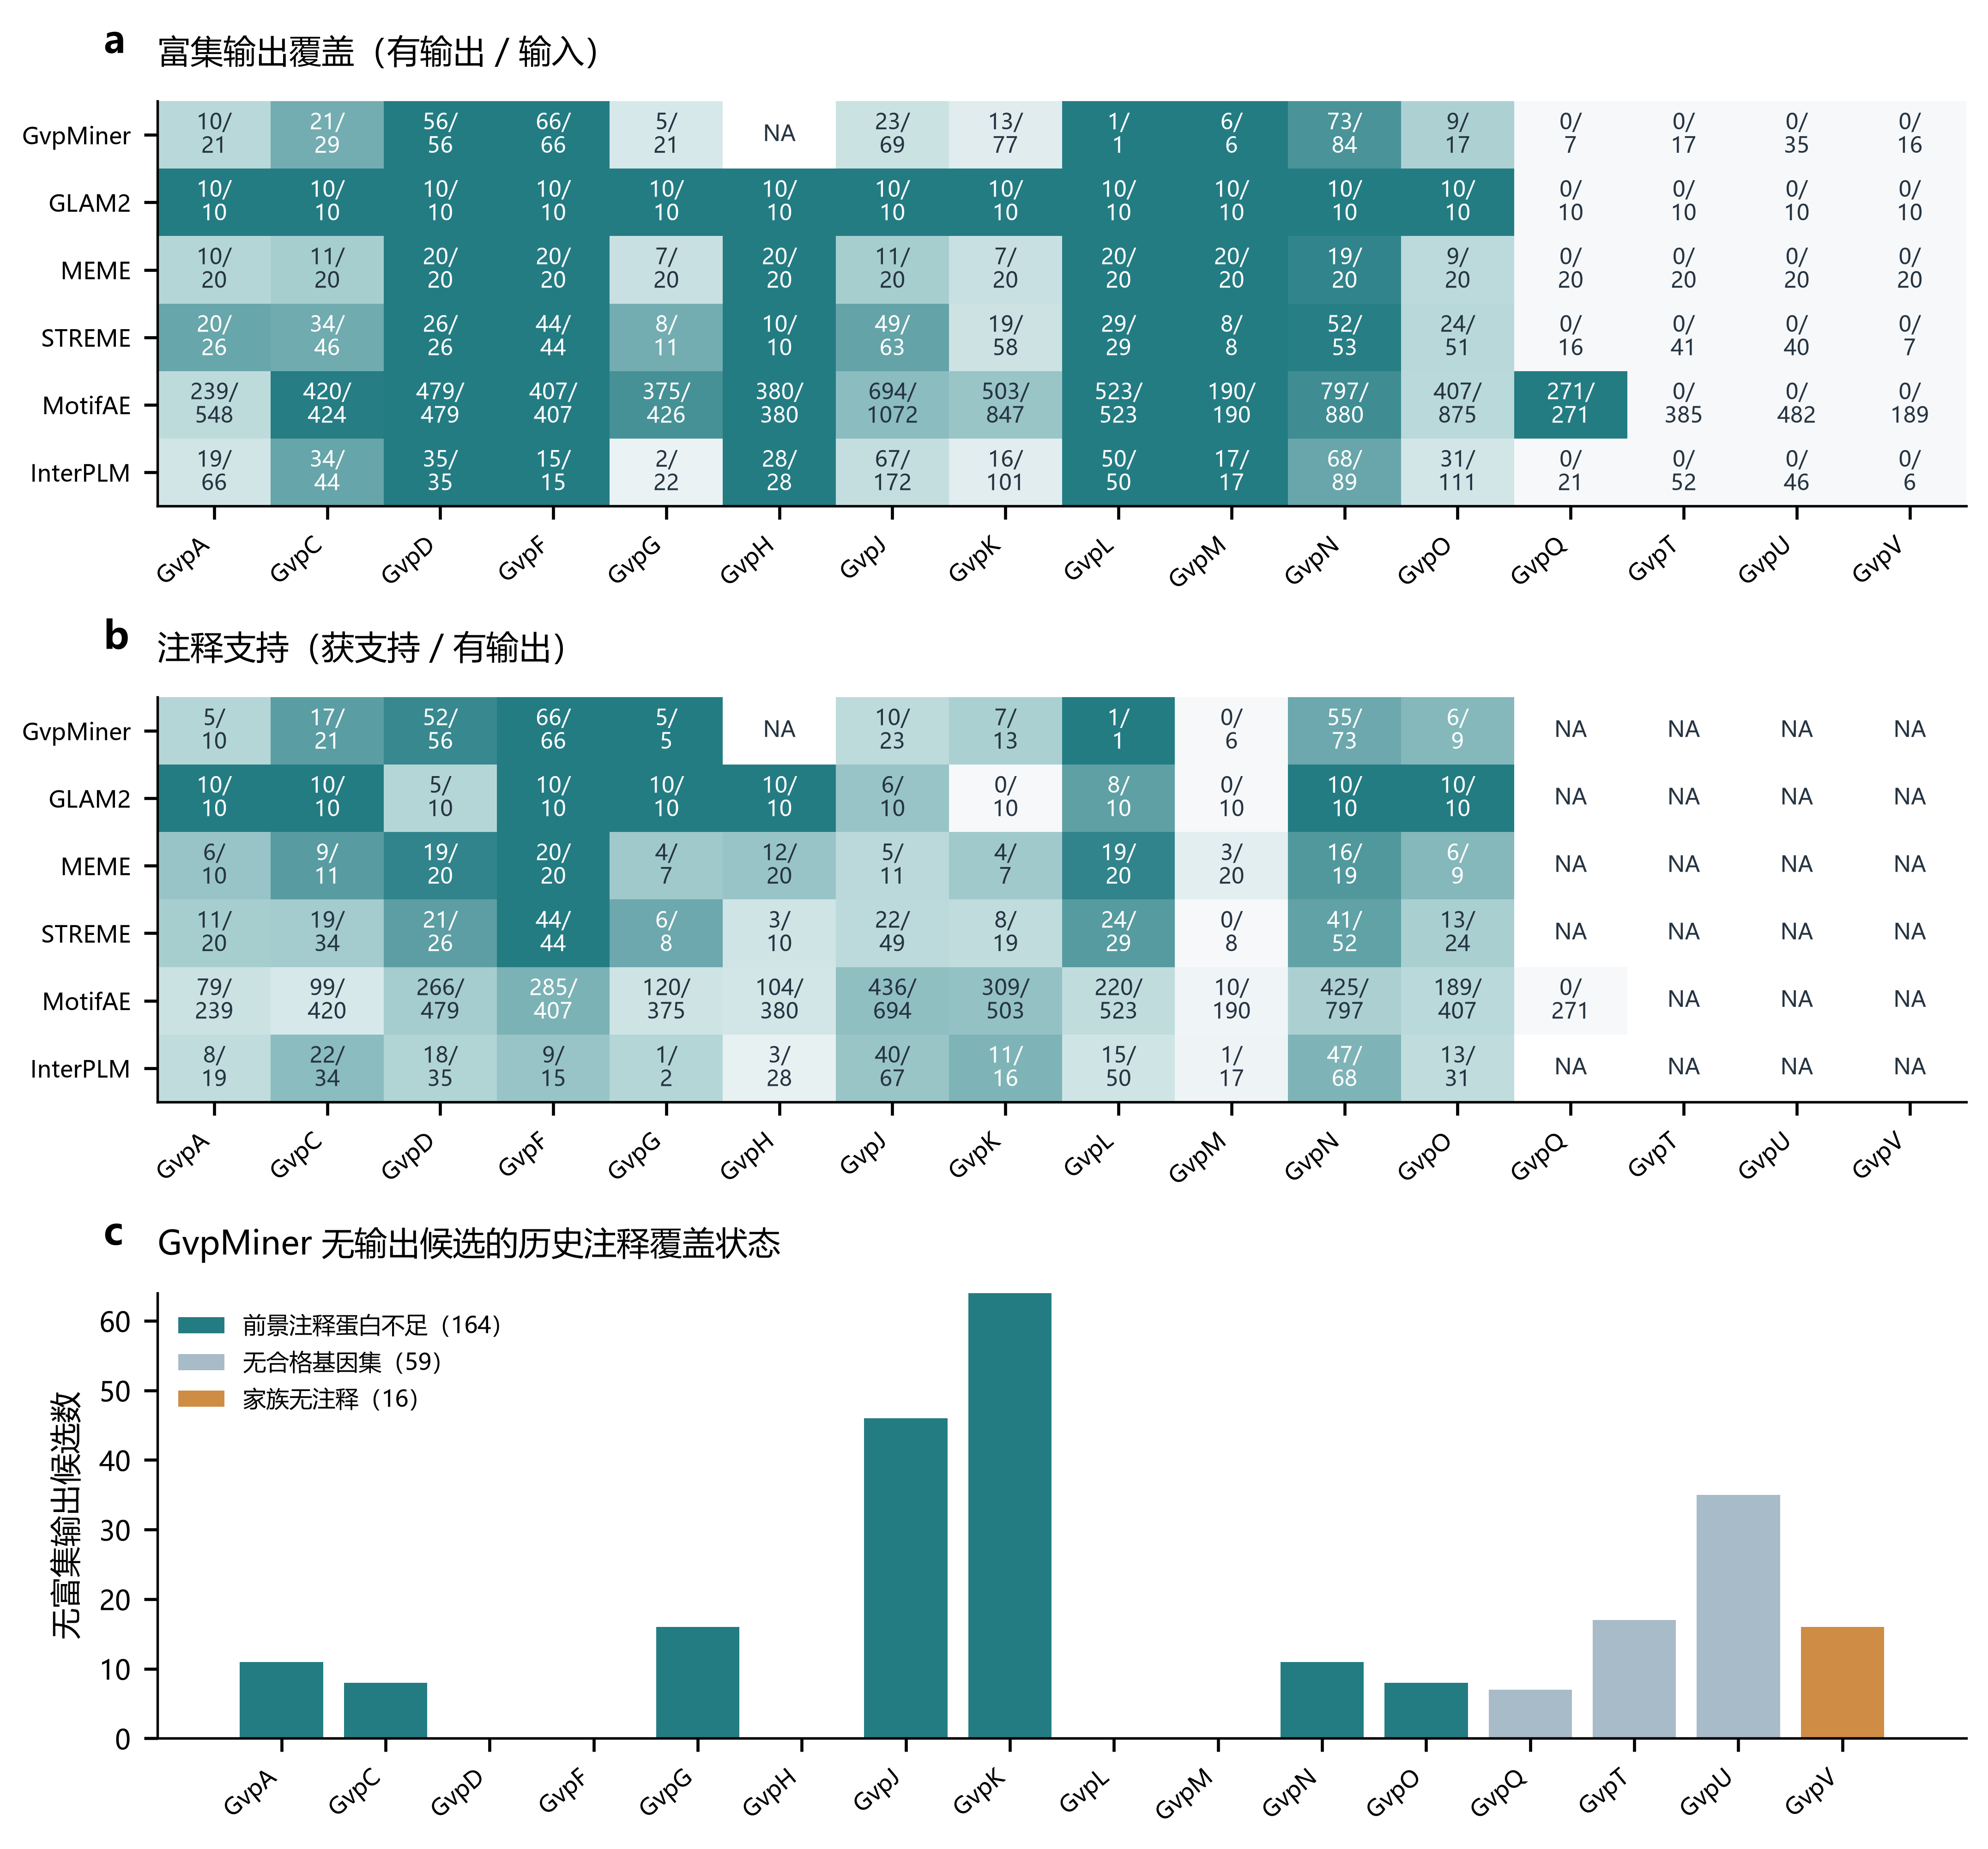 a 富集输出覆盖（有输出 / 输入）
GvpMiner 10/21 21/29 56/56 66/66 5/21 NA 23/69 13/77 1/1 6/6 73/84 9/17 0/7 0/17 0/35 0/16
GLAM2 10/10 10/10 10/10 10/10 10/10 10/10 10/10 10/10 10/10 10/10 10/10 10/10 0/10 0/10 0/10 0/10
MEME 10/20 11/20 20/20 20/20 7/20 20/20 11/20 7/20 20/20 20/20 19/20 9/20 0/20 0/20 0/20 0/20
STREME 20/26 34/46 26/26 44/44 8/11 10/10 49/63 19/58 29/29 8/8 52/53 24/51 0/16 0/41 0/40 0/7
MotifAE 239/548 420/424 479/479 407/407 375/426 380/380 694/1072 503/847 523/523 190/190 797/880 407/875 271/271 0/385 0/482 0/189
InterPLM 19/66 34/44 35/35 15/15 2/22 28/28 67/172 16/101 50/50 17/17 68/89 31/111 0/21 0/52 0/46 0/6
GvpA GvpC GvpD GvpF GvpG GvpH GvpJ GvpK GvpL GvpM GvpN GvpO GvpQ GvpT GvpU GvpV
b 注释支持（获支持 / 有输出）
GvpMiner 5/10 17/21 52/56 66/66 5/5 NA 10/23 7/13 1/1 0/6 55/73 6/9 NA NA NA NA
GLAM2 10/10 10/10 5/10 10/10 10/10 10/10 6/10 0/10 8/10 0/10 10/10 10/10 NA NA NA NA
MEME 6/10 9/11 19/20 20/20 4/7 12/20 5/11 4/7 19/20 3/20 16/19 6/9 NA NA NA NA
STREME 11/20 19/34 21/26 44/44 6/8 3/10 22/49 8/19 24/29 0/8 41/52 13/24 NA NA NA NA
MotifAE 79/239 99/420 266/479 285/407 120/375 104/380 436/694 309/503 220/523 10/190 425/797 189/407 0/271 NA NA NA
InterPLM 8/19 22/34 18/35 9/15 1/2 3/28 40/67 11/16 15/50 1/17 47/68 13/31 NA NA NA NA
GvpA GvpC GvpD GvpF GvpG GvpH GvpJ GvpK GvpL GvpM GvpN GvpO GvpQ GvpT GvpU GvpV
c GvpMiner 无输出候选的历史注释覆盖状态
前景注释蛋白不足（164）
无合格基因集（59）
家族无注释（16）
无富集输出候选数
60
50
40
30
20
10
0
GvpA GvpC GvpD GvpF GvpG GvpH GvpJ GvpK GvpL GvpM GvpN GvpO GvpQ GvpT GvpU GvpV